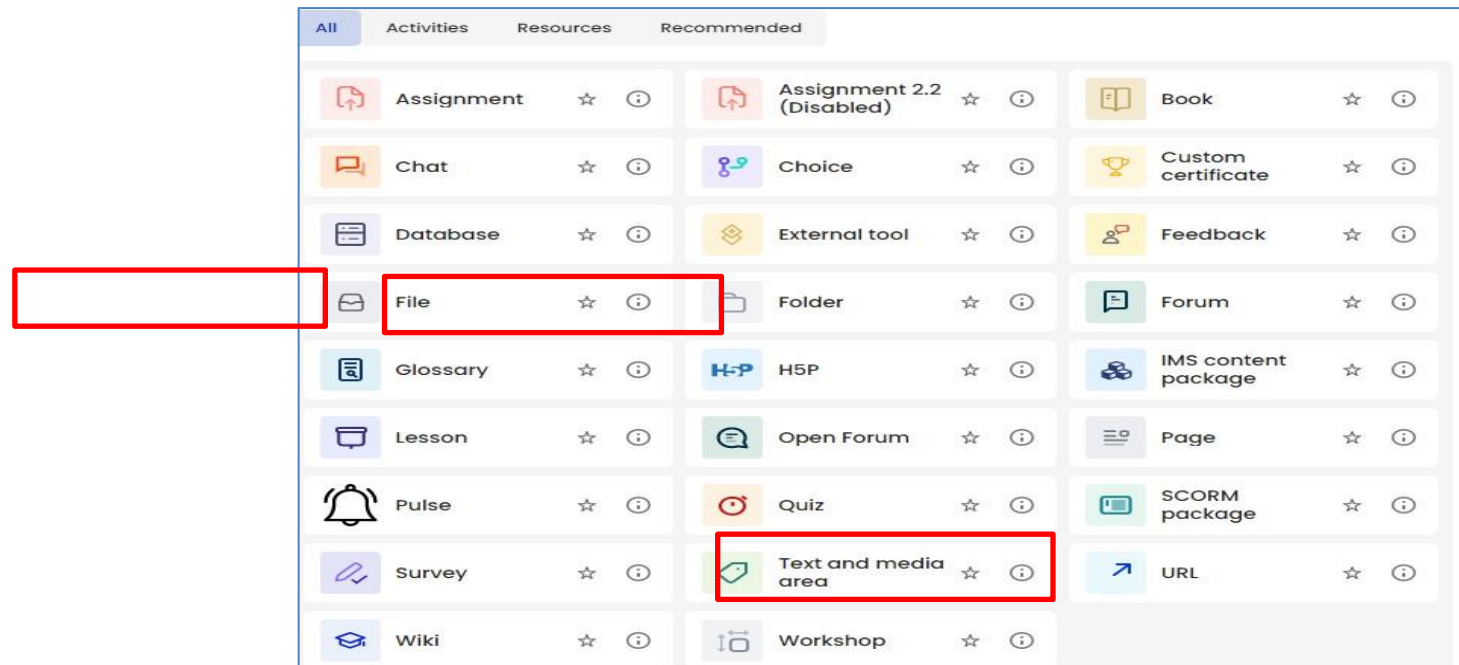 All Activities Resources Recommended
Assignment
Assignment 2.2
(Disabled)
Book
Chat
Choice
Custom
certificate
Database
External tool
Feedback
File
Folder
Forum
Glossary
H5P
H5P
IMS content
package
Lesson
Open Forum
Page
Pulse
Quiz
SCORM
package
Survey
Text and media
area
URL
Wiki
Workshop